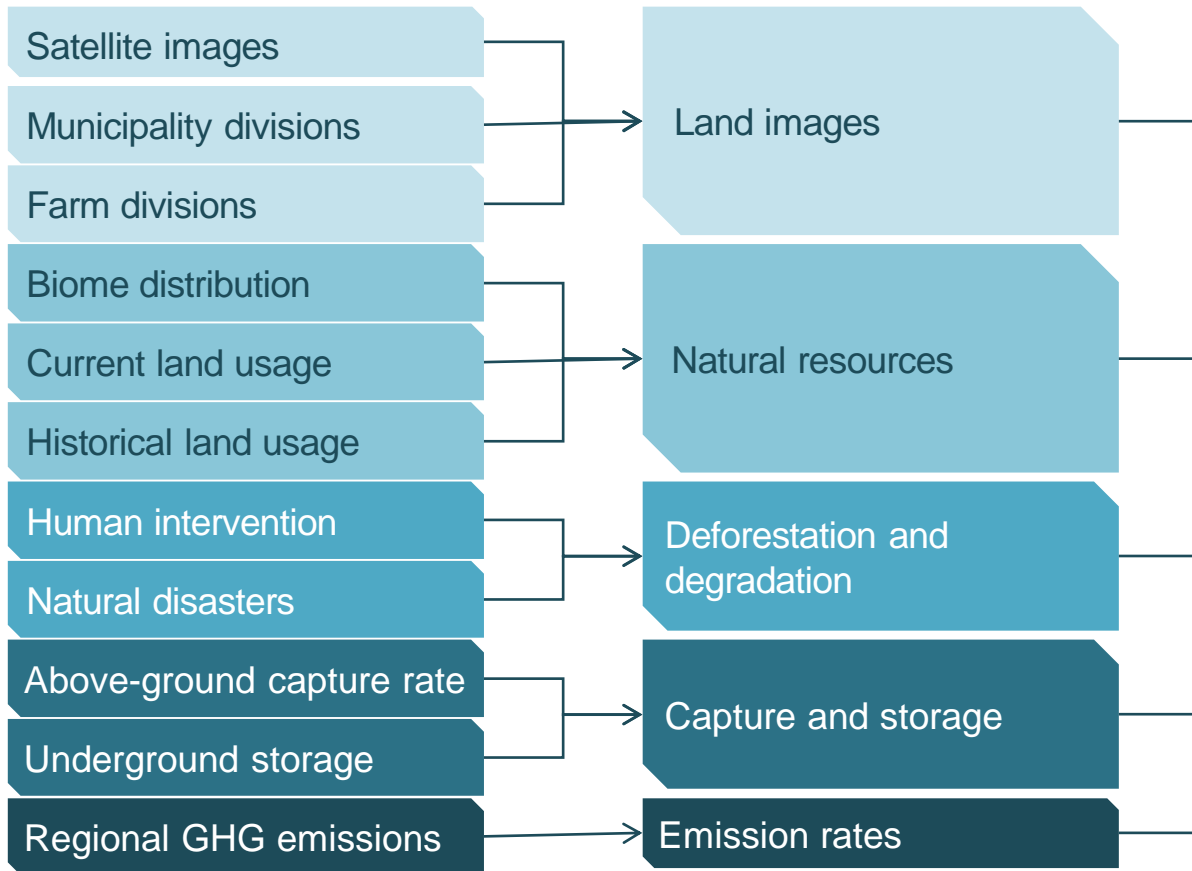 Satellite images
Municipality divisions
Farm divisions
Biome distribution
Current land usage
Historical land usage
Human intervention
Natural disasters
Above-ground capture rate
Underground storage
Regional GHG emissions
Land images
Natural resources
Deforestation and
degradation
Capture and storage
Emission rates